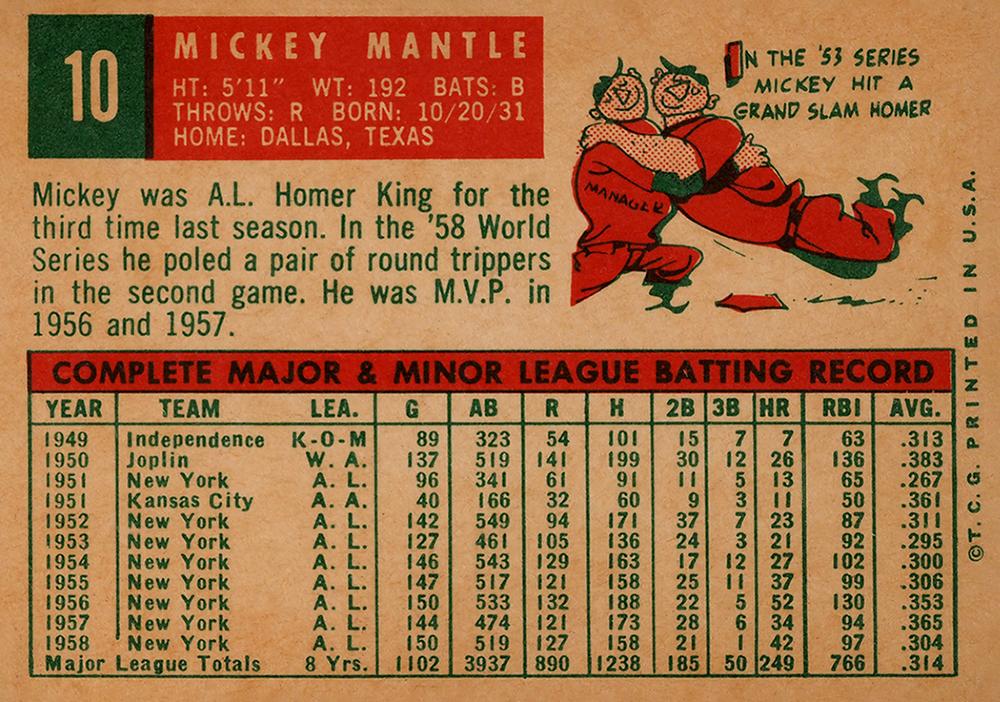 10
MICKEY MANTLE
HT: 5'11" WT: 192 BATS: B
THROWS: R BORN: 10/20/31
HOME: DALLAS, TEXAS
IN THE '53 SERIES
MICKEY HIT A
GRAND SLAM HOMER
MANAGER
Mickey was A.L. Homer King for the
third time last season. In the '58 World
Series he poled a pair of round trippers
in the second game. He was M.V.P. in
1956 and 1957.
COMPLETE MAJOR & MINOR LEAGUE BATTING RECORD
YEAR TEAM LEA. G AB R H 2B 3B HR RBI AVG.
1949 Independence K-O-M 89 323 54 101 15 7 7 63 .313
1950 Joplin W. A. 137 519 141 199 30 12 26 136 .383
1951 New York A. L. 96 341 61 91 11 5 13 65 .267
1951 Kansas City A. A. 40 166 32 60 9 3 11 50 .361
1952 New York A. L. 142 549 94 171 37 7 23 87 .311
1953 New York A. L. 127 461 105 136 24 3 21 92 .295
1954 New York A. L. 146 543 129 163 17 12 27 102 .300
1955 New York A. L. 147 517 121 158 25 11 37 99 .306
1956 New York A. L. 150 533 132 188 22 5 52 130 .353
1957 New York A. L. 144 474 121 173 28 6 34 94 .365
1958 New York A. L. 150 519 127 158 21 1 42 97 .304
Major League Totals 8 Yrs. 1102 3937 890 1238 185 50 249 766 .314
©T. C. G. PRINTED IN U.S.A.